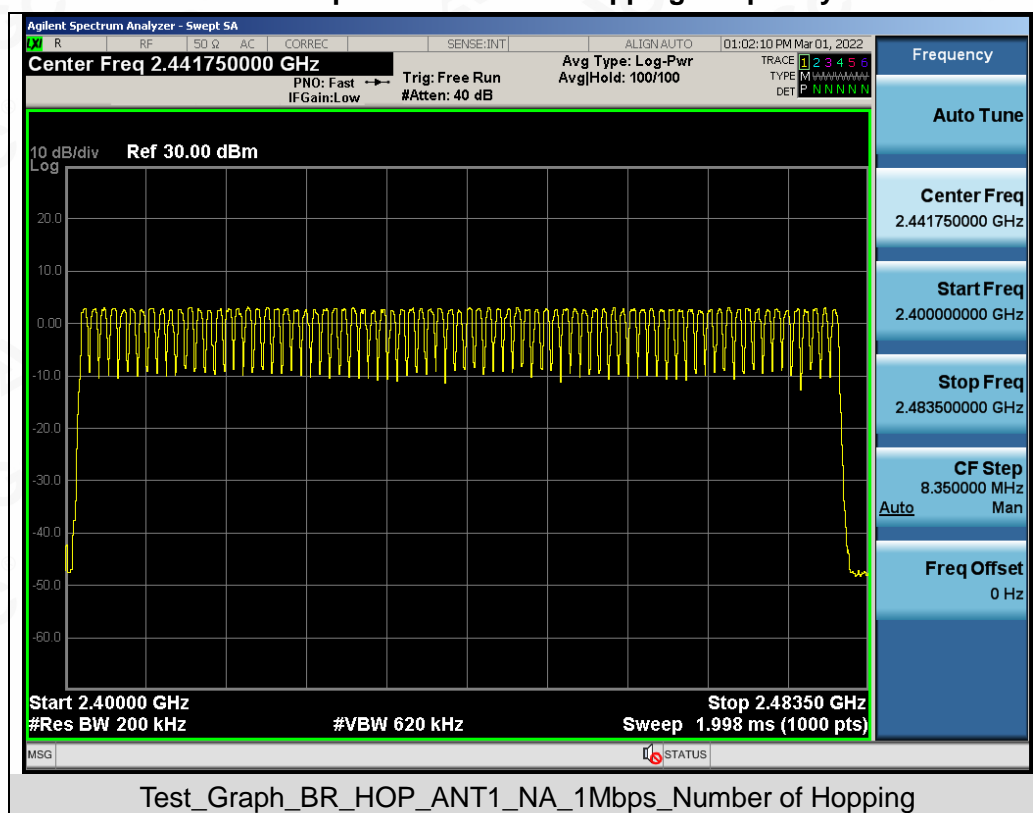 Agilent Spectrum Analyzer - Swept SA
LXI R RF 50 Ω AC CORREC SENSE:INT ALIGN AUTO 01:02:10 PM Mar 01, 2022
Center Freq 2.441750000 GHz
PNO: Fast
IFGain:Low
Trig: Free Run
#Atten: 40 dB
Avg Type: Log-Pwr
Avg|Hold: 100/100
TRACE 1 2 3 4 5 6
TYPE M
DET P N N N N N
10 dB/div Ref 30.00 dBm
Log
20.0
10.0
0.00
-10.0
-20.0
-30.0
-40.0
-50.0
-60.0
Start 2.40000 GHz Stop 2.48350 GHz
#Res BW 200 kHz #VBW 620 kHz Sweep 1.998 ms (1000 pts)
MSG STATUS
Frequency
Auto Tune
Center Freq
2.441750000 GHz
Start Freq
2.400000000 GHz
Stop Freq
2.483500000 GHz
CF Step
8.350000 MHz
Auto Man
Freq Offset
0 Hz
Test_Graph_BR_HOP_ANT1_NA_1Mbps_Number of Hopping